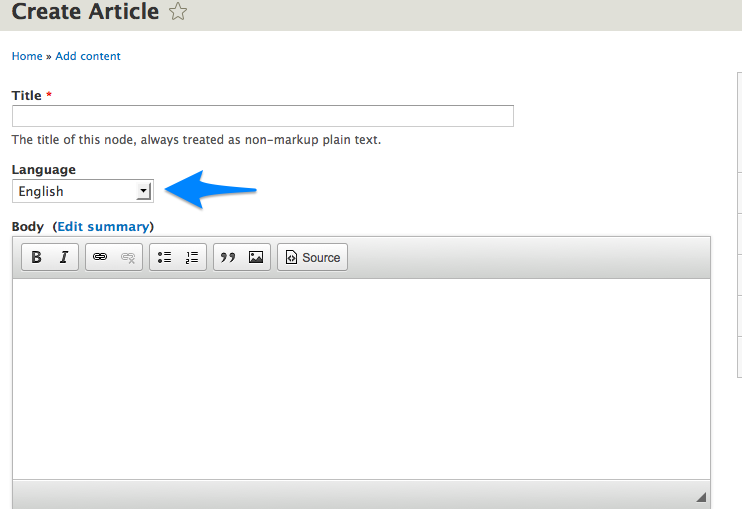 Create Article
Home » Add content
Title *
The title of this node, always treated as non-markup plain text.
Language
English
Body (Edit summary)
B I Source